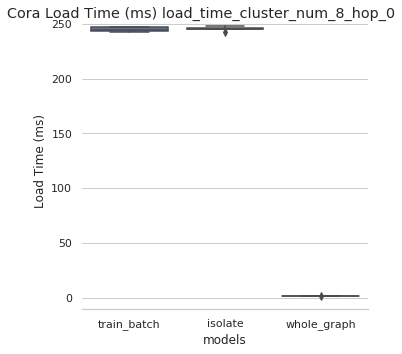 Cora Load Time (ms) load_time_cluster_num_8_hop_0
250
200
150
100
50
0
Load Time (ms)
train_batch isolate whole_graph
models